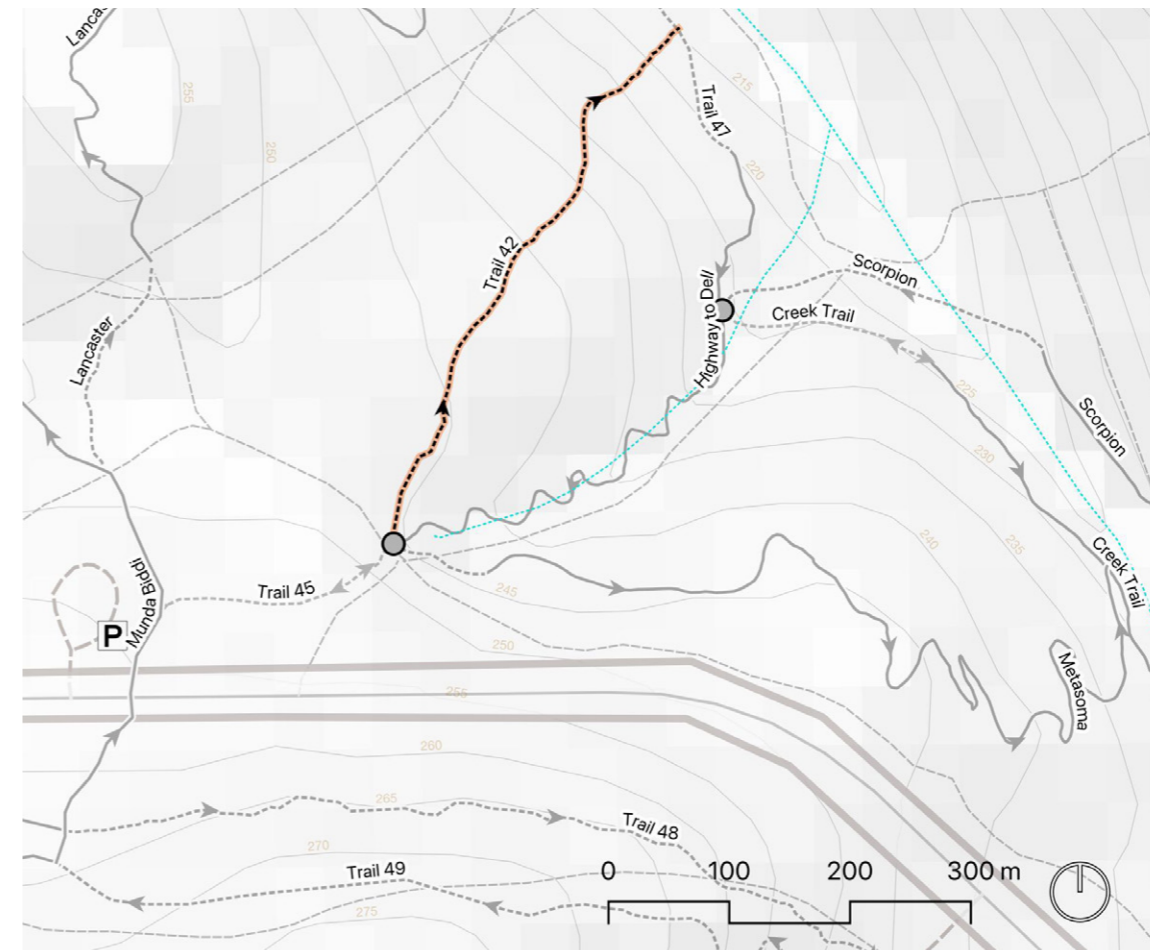 Lancas
255
260
215
Trail 47
220
Trail 42
Scorpion
Highway to Dell
Creek Trail
Lancaster
225
Scorpion
230
240
235
Munda Biddi
Trail 45
245
Creek Trail
P
250
Metasoma
255
260
265
Trail 48
270
Trail 49
275
0 100 200 300 m